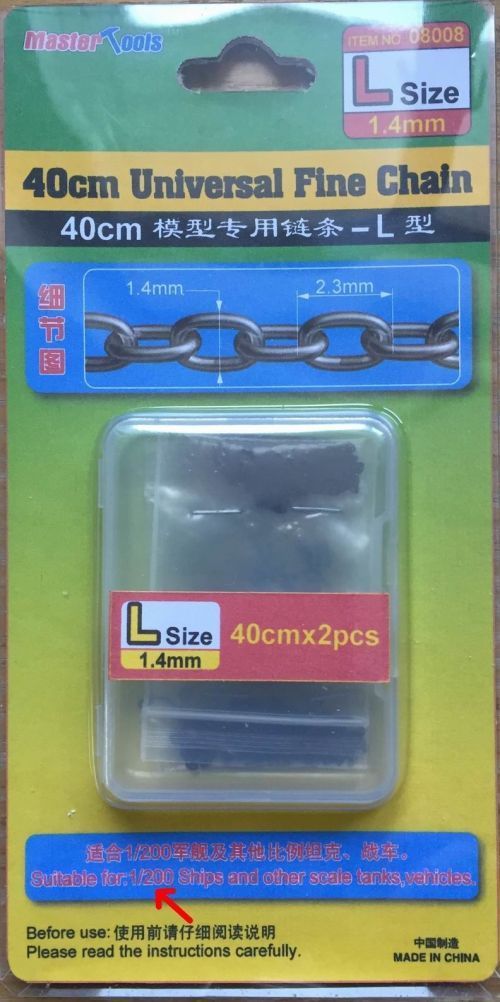 MasterTools
ITEM NO. 08008
L Size
1.4mm
40cm Universal Fine Chain
40cm 模型专用链条-L 型
细节图
1.4mm
2.3mm
L Size
1.4mm
40cmx2pcs
适合1/200军舰及其他比例坦克、战车。
Suitable for:1/200 Ships and other scale tanks,vehicles.
Before use: 使用前请仔细阅读说明
Please read the instructions carefully.
中国制造
MADE IN CHINA